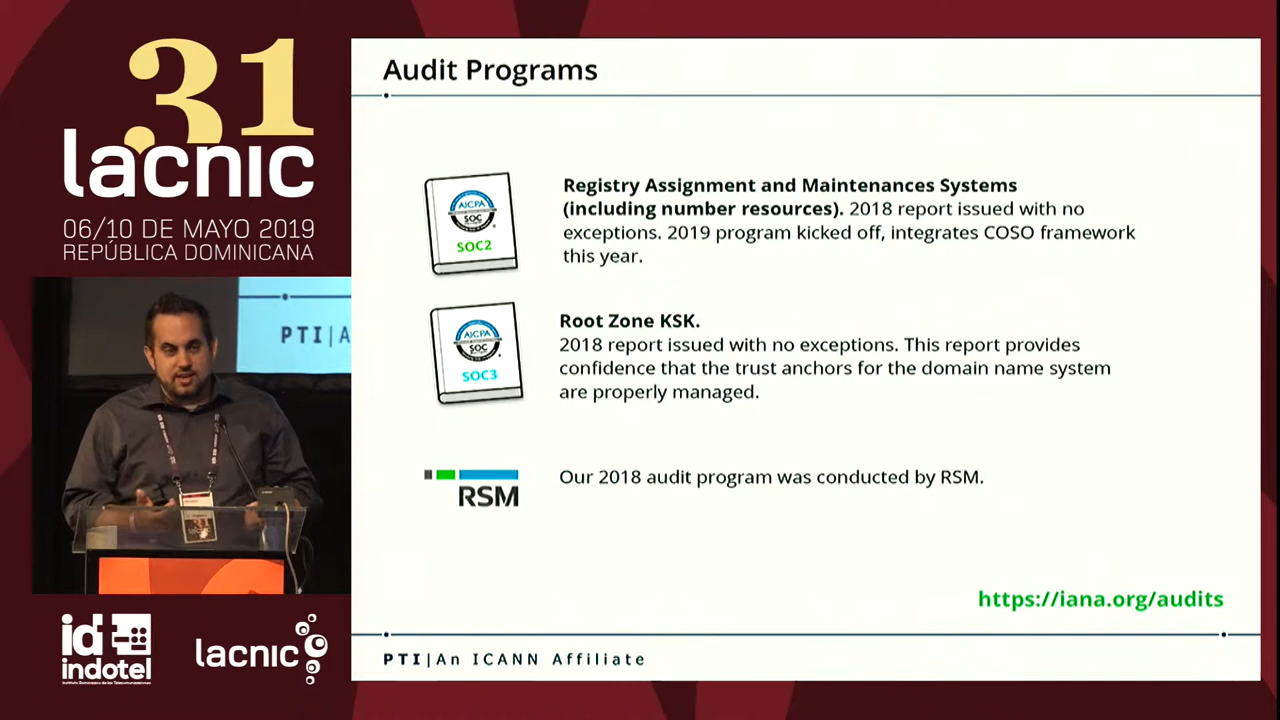 31
lacnic
06/10 DE MAYO 2019
REPÚBLICA DOMINICANA
PTI|A
31
indotel
lacnic
Audit Programs
AICPA
SOC
SOC2
Registry Assignment and Maintenances Systems
(including number resources). 2018 report issued with no
exceptions. 2019 program kicked off, integrates COSO framework
this year.
AICPA
SOC
SOC3
Root Zone KSK.
2018 report issued with no exceptions. This report provides
confidence that the trust anchors for the domain name system
are properly managed.
RSM
Our 2018 audit program was conducted by RSM.
https://iana.org/audits
PTI|An ICANN Affiliate